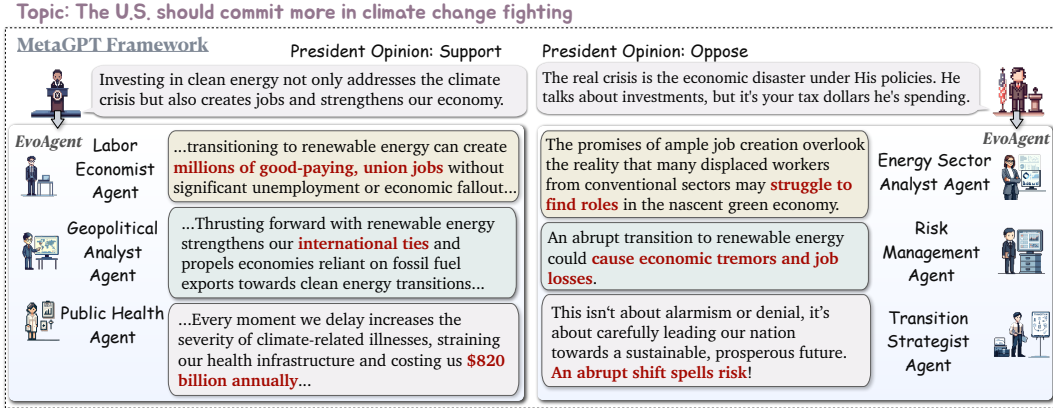 Topic: The U.S. should commit more in climate change fighting
MetaGPT Framework
President Opinion: Support
Investing in clean energy not only addresses the climate
crisis but also creates jobs and strengthens our economy.
EvoAgent
Labor
Economist
Agent
...transitioning to renewable energy can create
millions of good-paying, union jobs without
significant unemployment or economic fallout...
Geopolitical
Analyst
Agent
...Thrusting forward with renewable energy
strengthens our international ties and
propels economies reliant on fossil fuel
exports towards clean energy transitions...
Public Health
Agent
...Every moment we delay increases the
severity of climate-related illnesses, straining
our health infrastructure and costing us $820
billion annually...
President Opinion: Oppose
The real crisis is the economic disaster under His policies. He
talks about investments, but it's your tax dollars he's spending.
EvoAgent
The promises of ample job creation overlook
the reality that many displaced workers
from conventional sectors may struggle to
find roles in the nascent green economy.
Energy Sector
Analyst Agent
An abrupt transition to renewable energy
could cause economic tremors and job
losses.
Risk
Management
Agent
This isn't about alarmism or denial, it's
about carefully leading our nation
towards a sustainable, prosperous future.
An abrupt shift spells risk!
Transition
Strategist
Agent